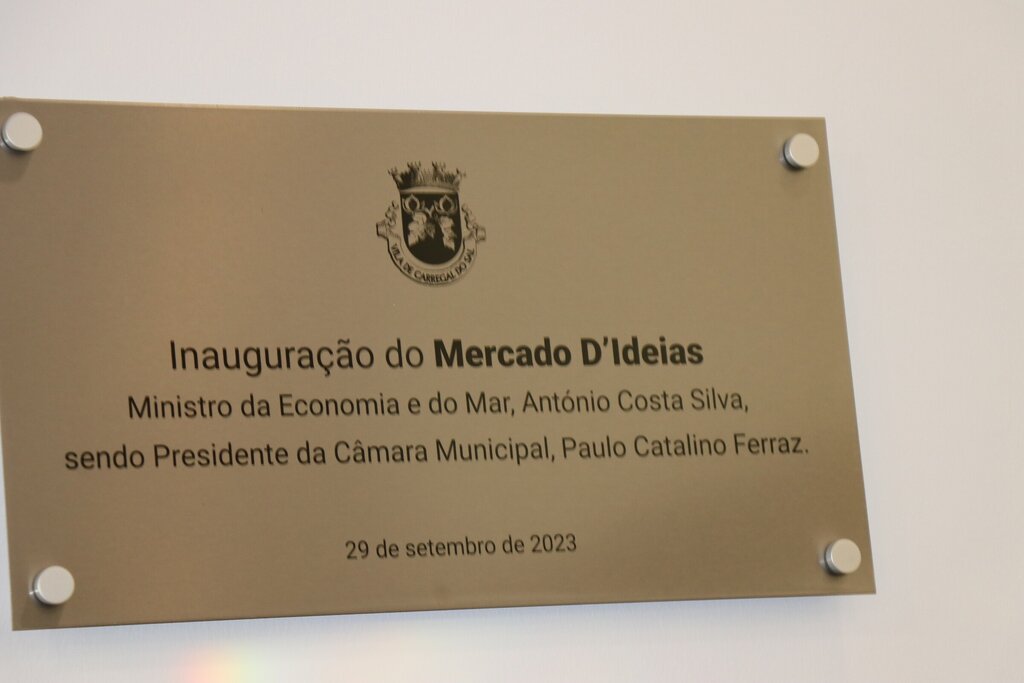 VILA DE CARREGAL DO SAL
Inauguração do Mercado D'Ideias
Ministro da Economia e do Mar, António Costa Silva,
sendo Presidente da Câmara Municipal, Paulo Catalino Ferraz.
29 de setembro de 2023